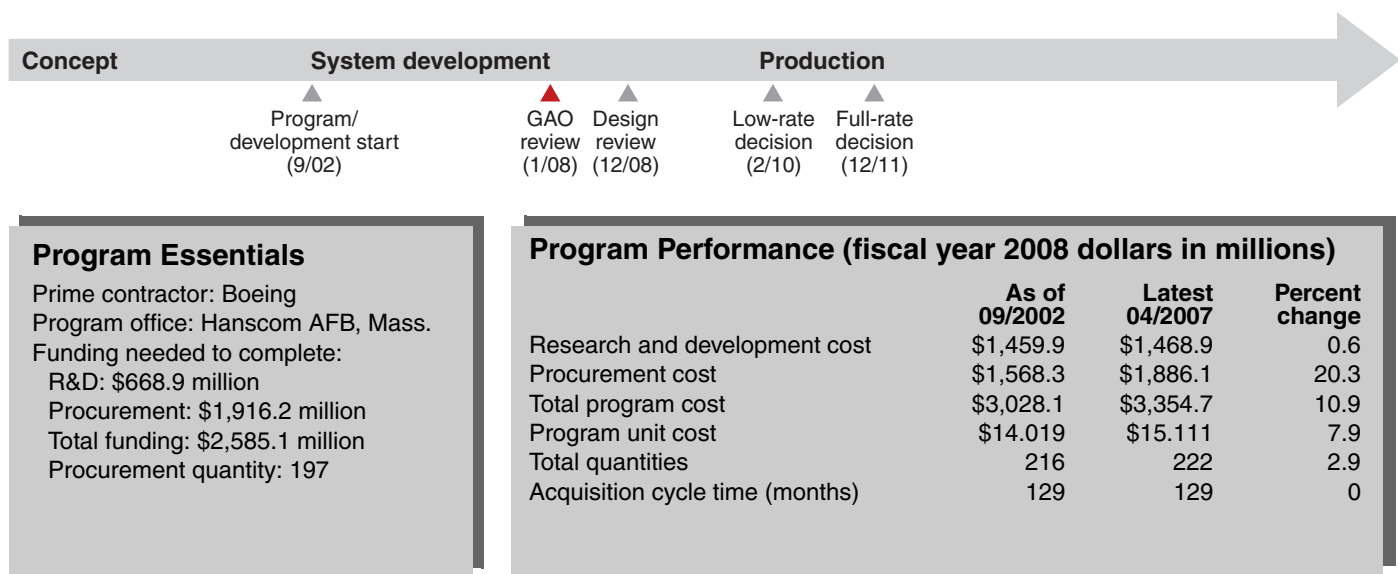 Concept System development Production
Program/
development start
(9/02)
GAO
review
(1/08)
Design
review
(12/08)
Low-rate
decision
(2/10)
Full-rate
decision
(12/11)
Program Essentials
Prime contractor: Boeing
Program office: Hanscom AFB, Mass.
Funding needed to complete:
R&D: $668.9 million
Procurement: $1,916.2 million
Total funding: $2,585.1 million
Procurement quantity: 197
Program Performance (fiscal year 2008 dollars in millions)
As of
09/2002
Latest
04/2007
Percent
change
Research and development cost $1,459.9 $1,468.9 0.6
Procurement cost $1,568.3 $1,886.1 20.3
Total program cost $3,028.1 $3,354.7 10.9
Program unit cost $14.019 $15.111 7.9
Total quantities 216 222 2.9
Acquisition cycle time (months) 129 129 0